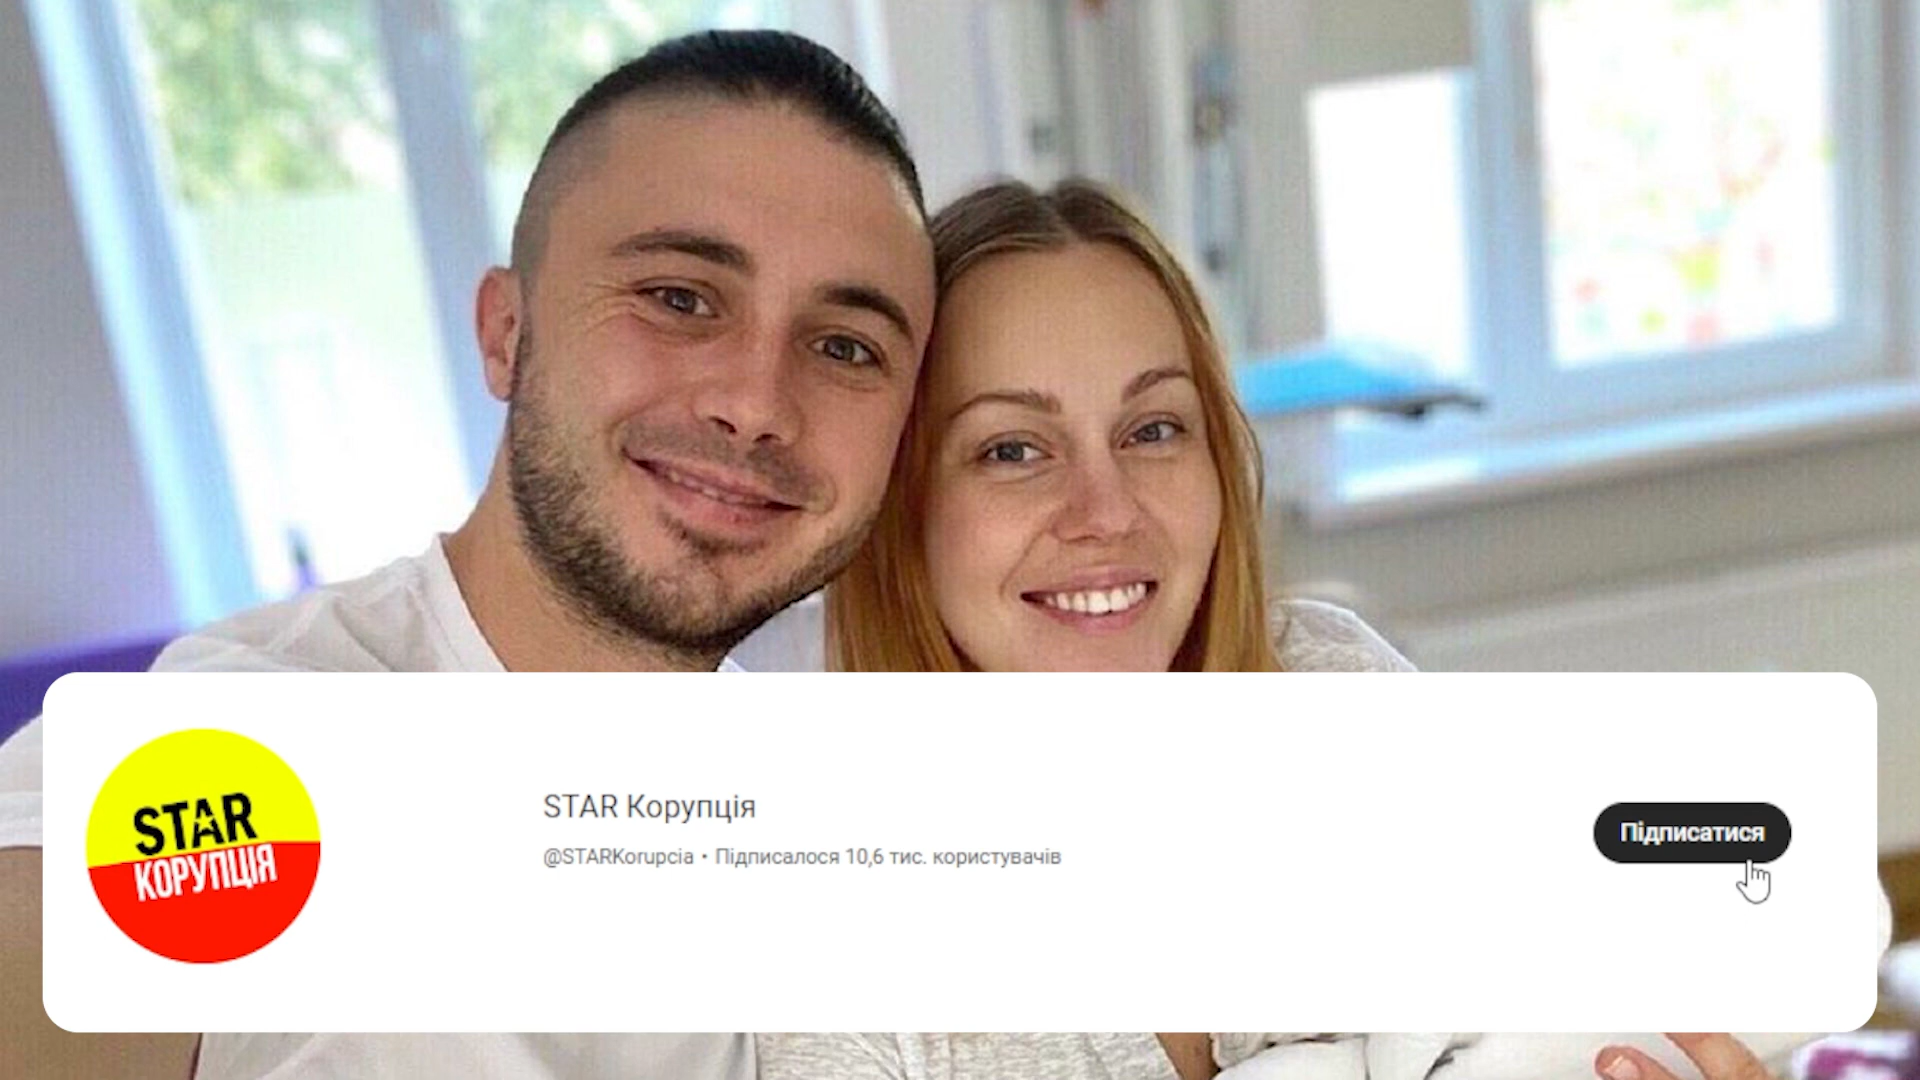 STAR
КОРУПЦІЯ
STAR Корупція
@STARKorupcia • Підписалося 10,6 тис. користувачів
Підписатися